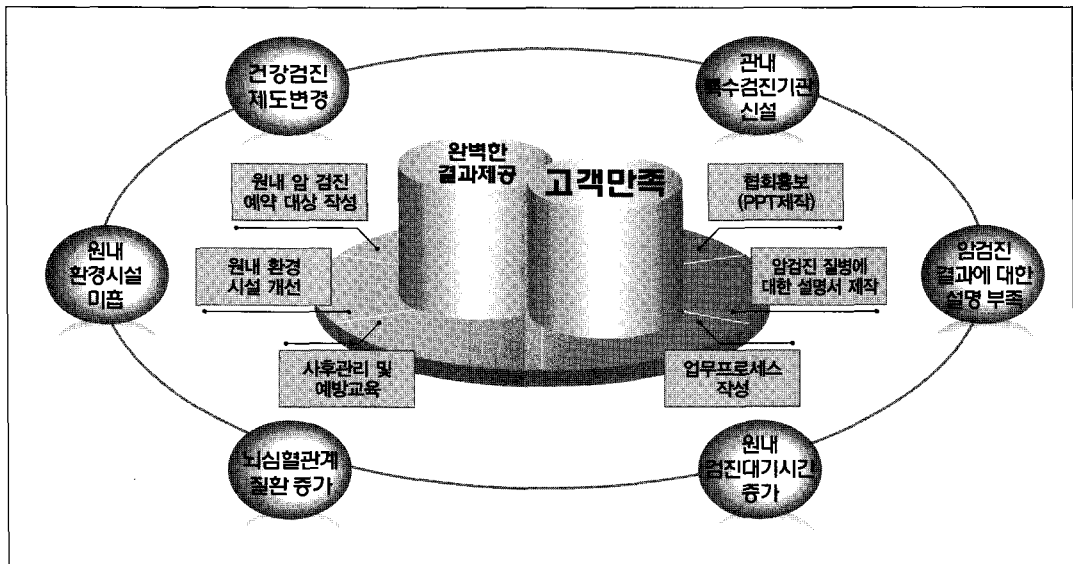 건강검진
제도변경
관내
특수검진기관
신설
완벽한
결과제공
고객만족
원내 암 검진
예약 대상 작성
협회홍보
(PPT제작)
원내
환경시설
미흡
원내 환경
시설 개선
암검진 질병에
대한 설명서 제작
암검진
결과에 대한
설명 부족
사후관리 및
예방교육
업무프로세스
작성
뇌심혈관계
질환 증가
원내
검진대기시간
증가